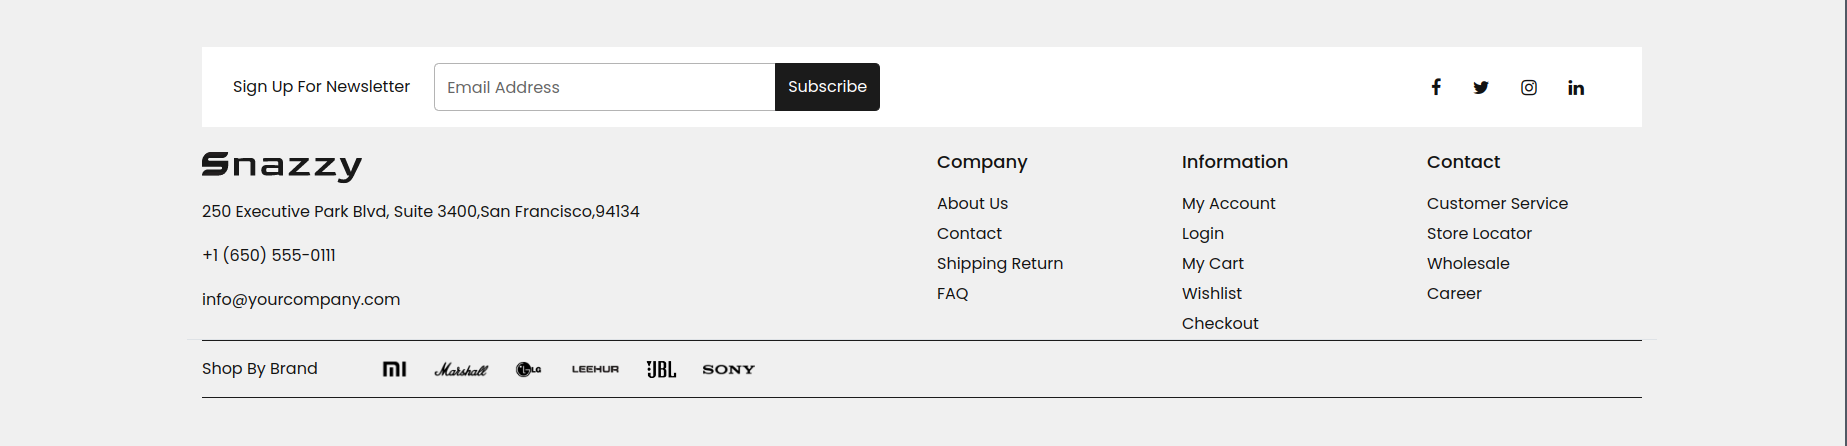 Sign Up For Newsletter
Email Address
Subscribe
Snazzy
250 Executive Park Blvd, Suite 3400,San Francisco,94134
+1 (650) 555-0111
info@yourcompany.com
Company
About Us
Contact
Shipping Return
FAQ
Information
My Account
Login
My Cart
Wishlist
Checkout
Contact
Customer Service
Store Locator
Wholesale
Career
Shop By Brand
MI
Marshall
LG
LEEHUR
JBL
SONY